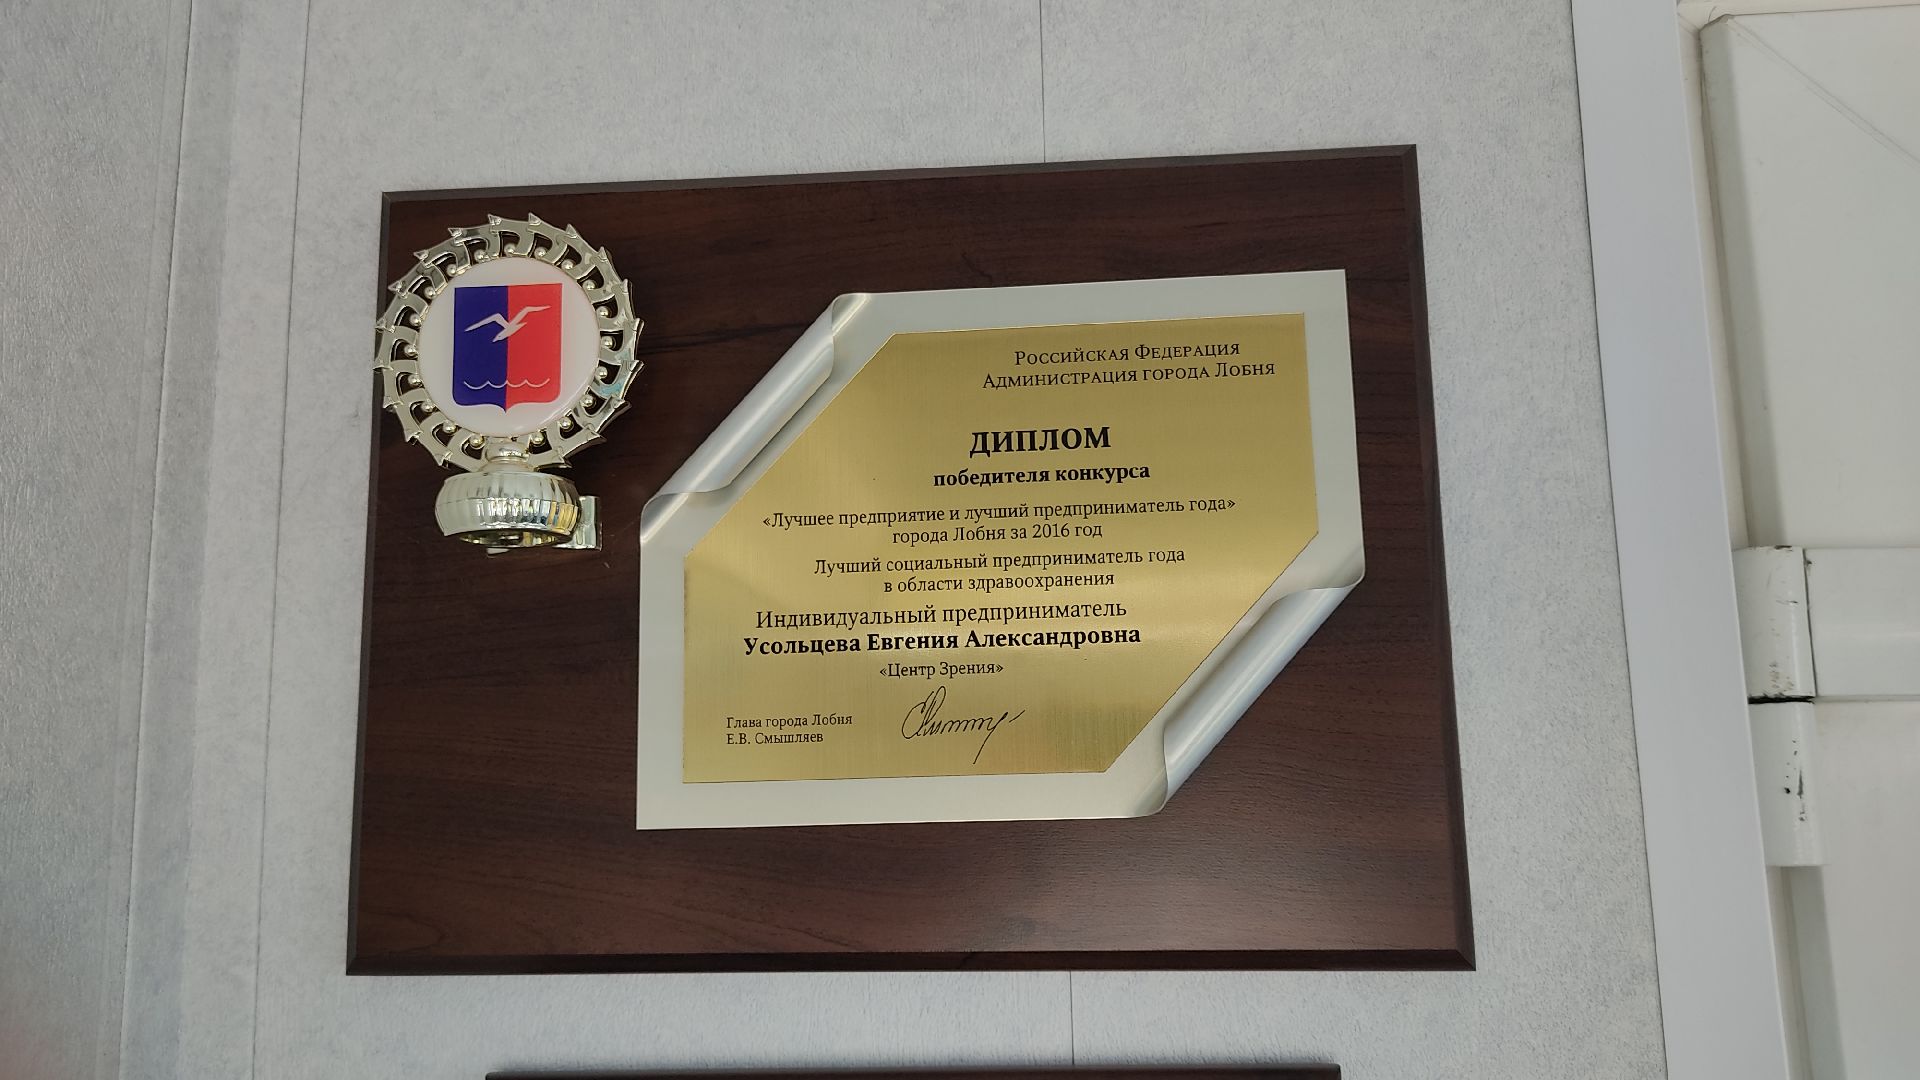 Российская Федерация
Администрация города Лобня
ДИПЛОМ
победителя конкурса
«Лучшее предприятие и лучший предприниматель года»
города Лобня за 2016 год
Лучший социальный предприниматель года
в области здравоохранения
Индивидуальный предприниматель
Усольцева Евгения Александровна
«Центр Зрения»
Глава города Лобня
Е.В. Смышляев